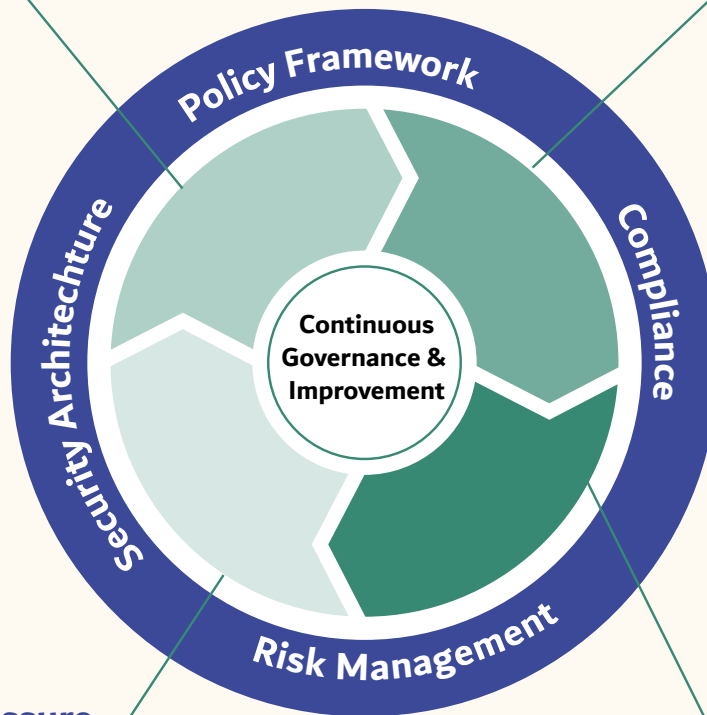 Policy Framework
Compliance
Continuous
Governance &
Improvement
Security Architechture
Risk Management